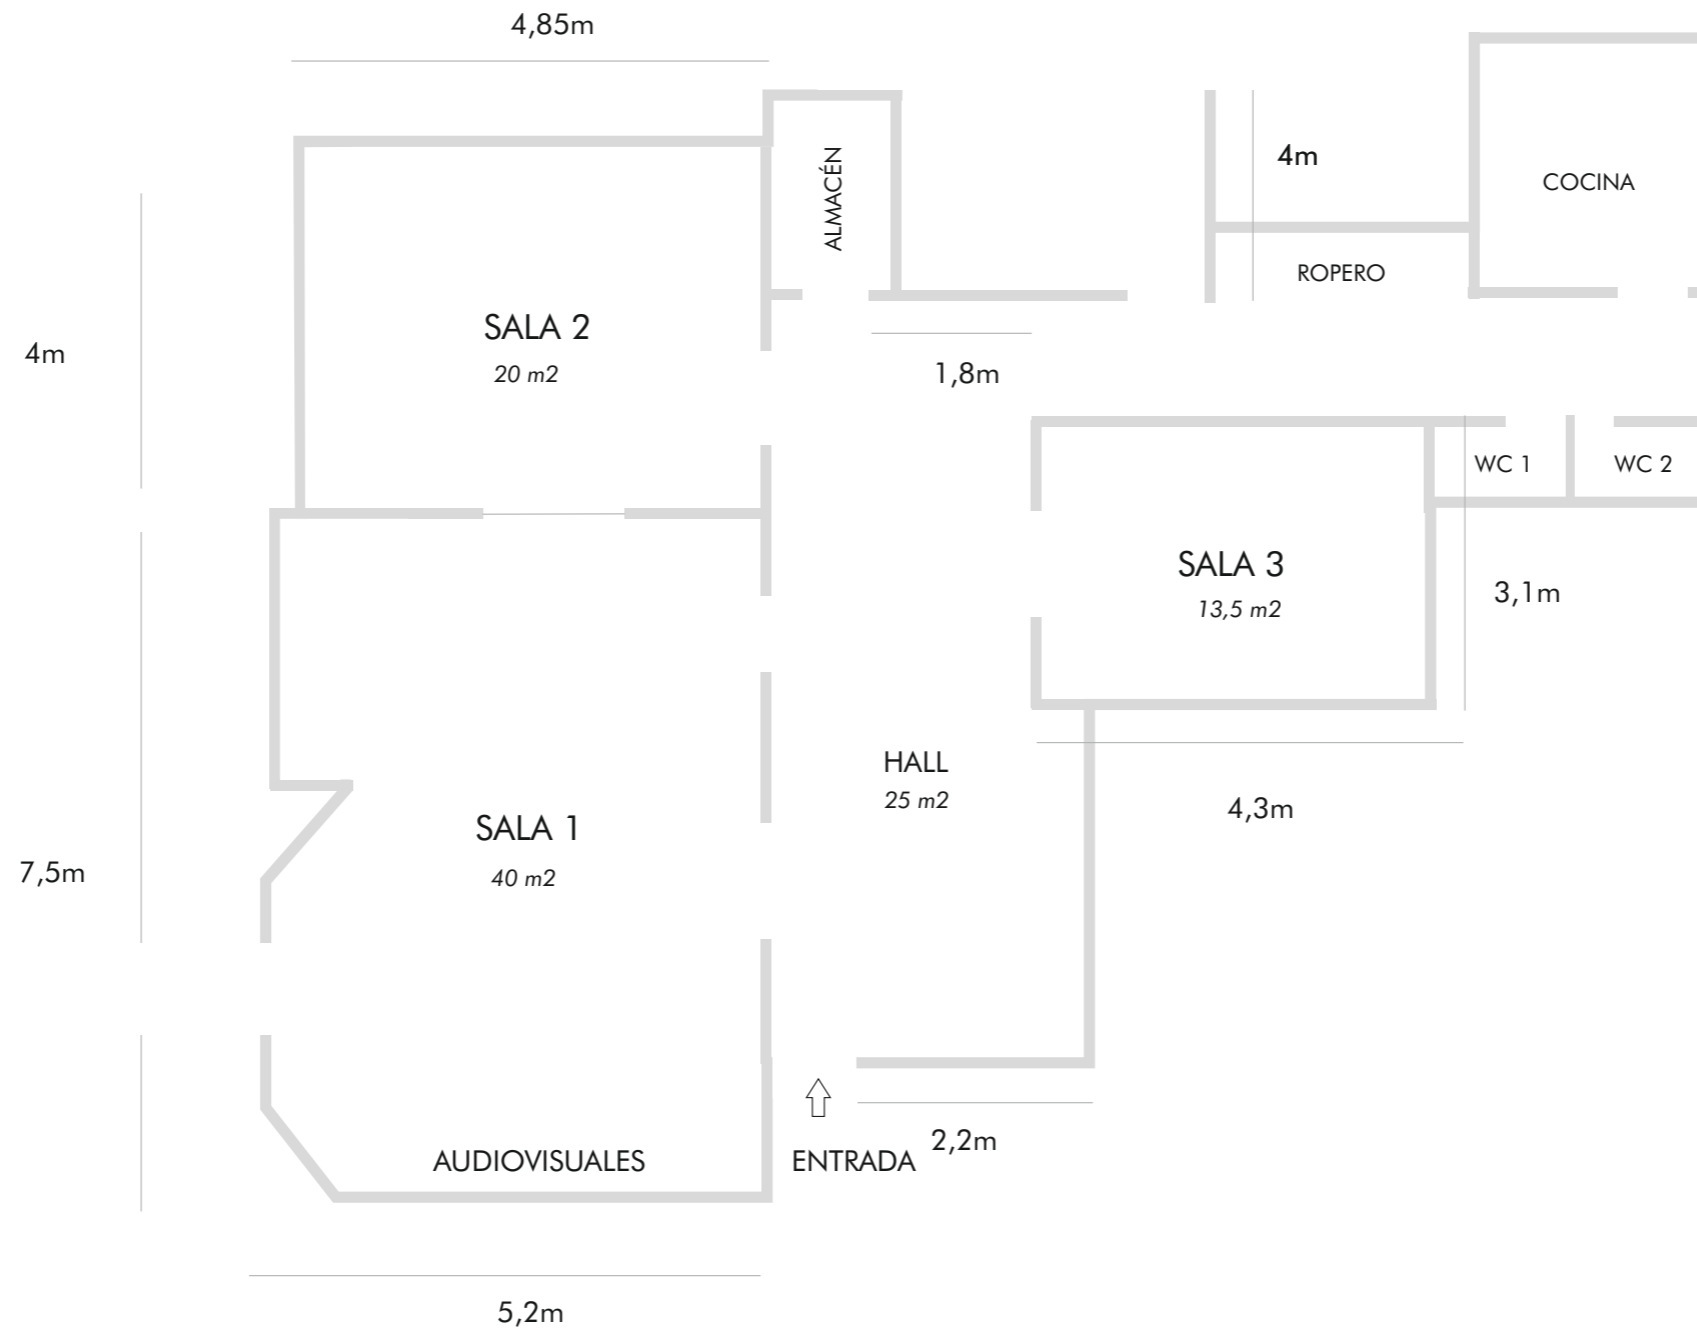 4,85m
4m
COCINA
ALMACÉN
ROPERO
SALA 2
20 m2
4m
1,8m
WC 1
WC 2
SALA 3
13,5 m2
3,1m
HALL
25 m2
4,3m
SALA 1
40 m2
7,5m
2,2m
AUDIOVISUALES
ENTRADA
5,2m